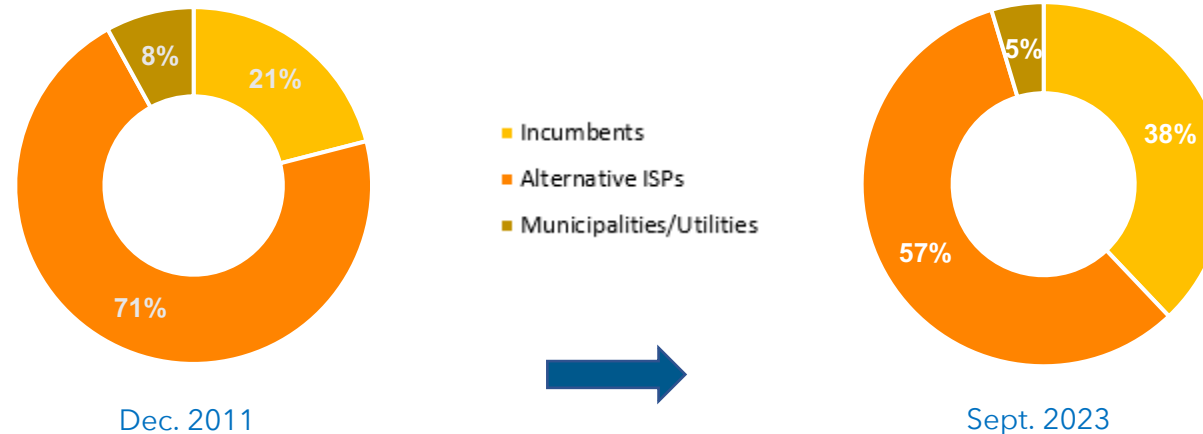 8%
21%
71%
Dec. 2011
Incumbents
Alternative ISPs
Municipalities/Utilities
5%
38%
57%
Sept. 2023